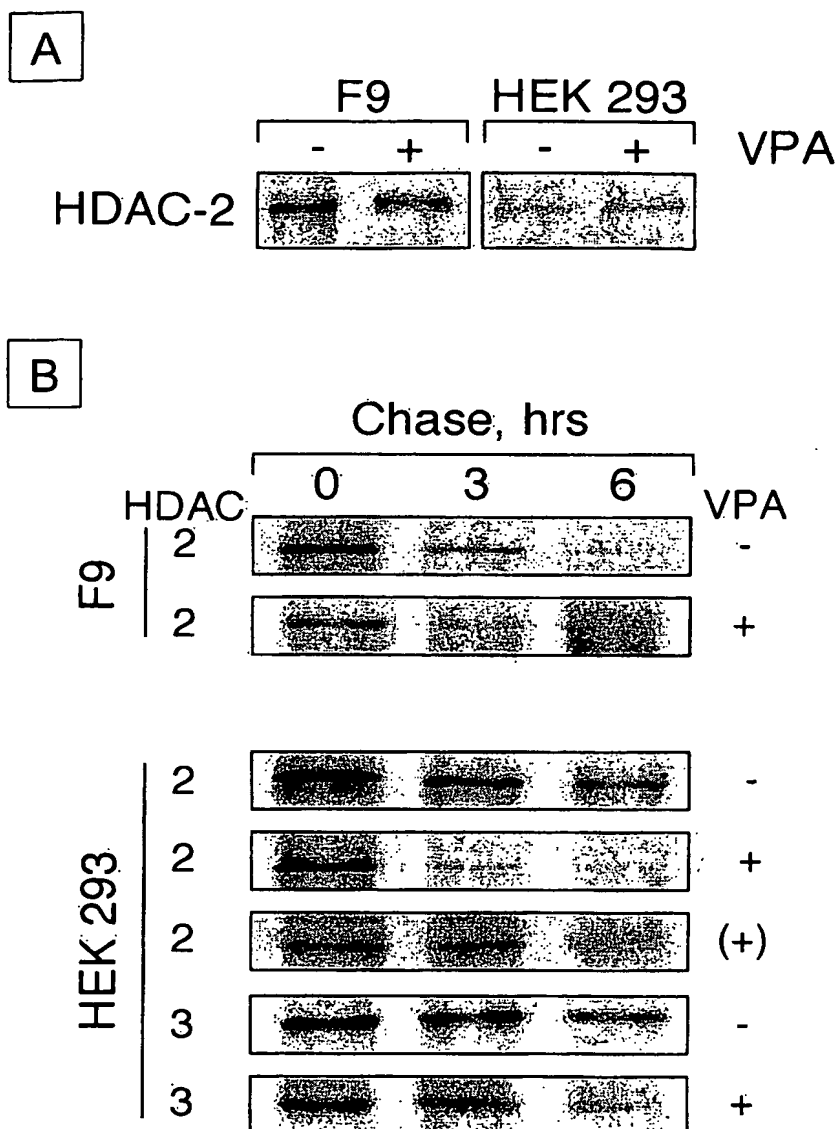 A
F9 HEK 293
- + - + VPA
HDAC-2
B
Chase, hrs
HDAC 0 3 6 VPA
F9
2 -
2 +
HEK 293
2 -
2 +
2 (+)
3 -
3 +